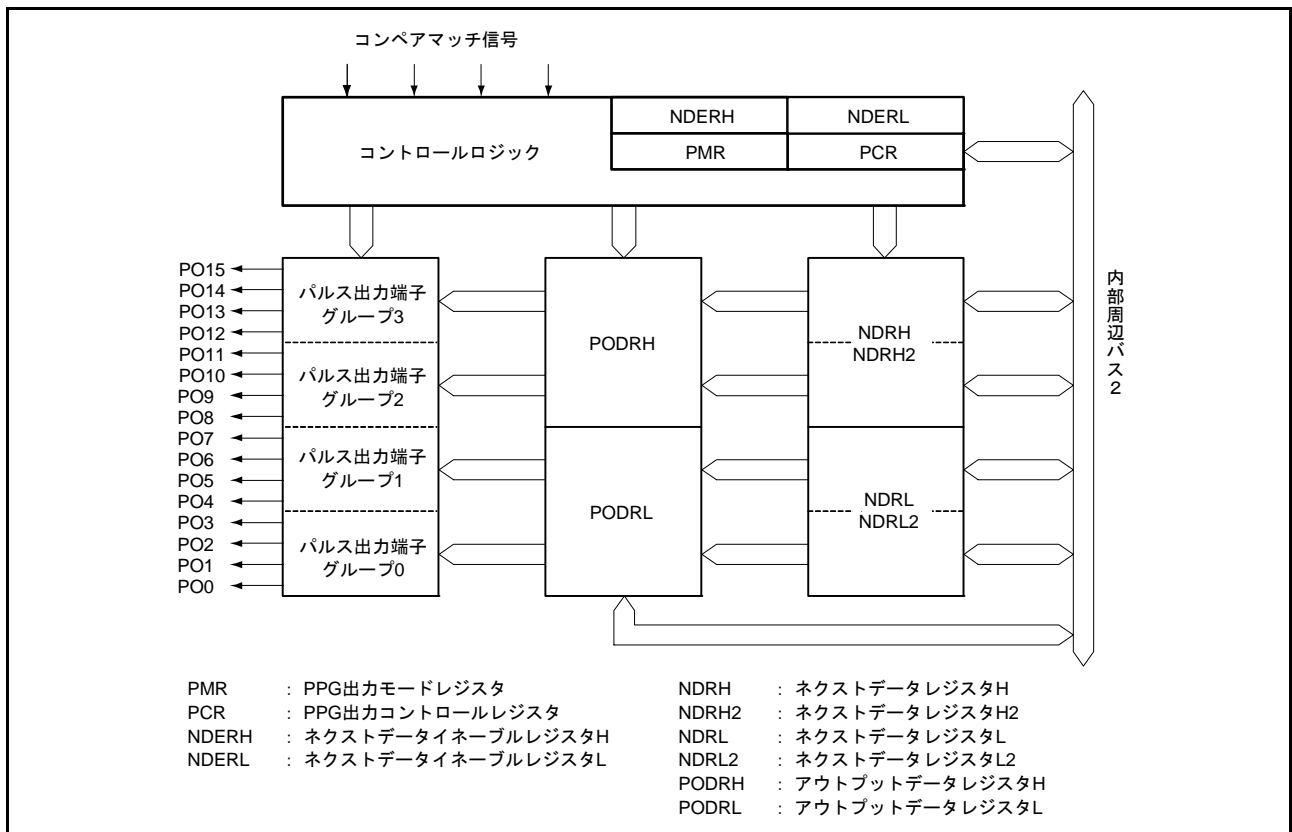 コンペアマッチ信号
NDERH NDERL
コントロールロジック PMR PCR
PO15
PO14
PO13
PO12
PO11
PO10
PO9
PO8
PO7
PO6
PO5
PO4
PO3
PO2
PO1
PO0
パルス出力端子
グループ3
パルス出力端子
グループ2
パルス出力端子
グループ1
パルス出力端子
グループ0
PODRH
PODRL
NDRH
NDRH2
NDRL
NDRL2
内部周辺バス2
PMR : PPG出力モードレジスタ
PCR : PPG出力コントロールレジスタ
NDERH : ネクストデータイネーブルレジスタH
NDERL : ネクストデータイネーブルレジスタL
NDRH : ネクストデータレジスタH
NDRH2 : ネクストデータレジスタH2
NDRL : ネクストデータレジスタL
NDRL2 : ネクストデータレジスタL2
PODRH : アウトプットデータレジスタH
PODRL : アウトプットデータレジスタL